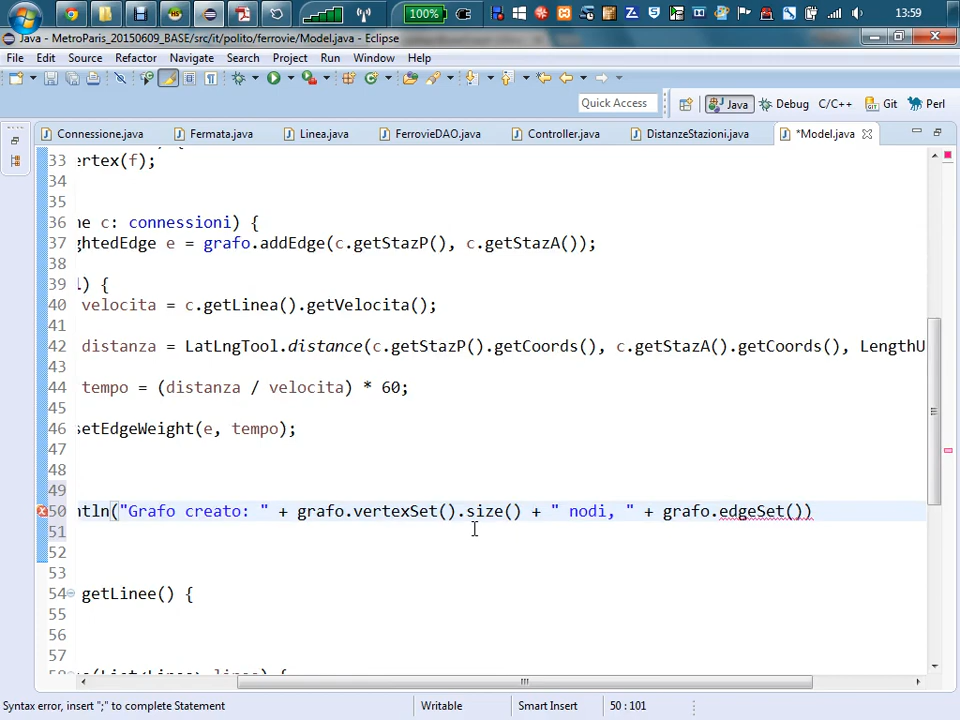 100%
13:59
Java - MetroParis_20150609_BASE/src/it/polito/ferrovie/Model.java - Eclipse
File Edit Source Refactor Navigate Search Project Run Window Help
Quick Access
Java Debug C/C++ Git Perl
Connessione.java Fermata.java Linea.java FerrovieDAO.java Controller.java DistanzeStazioni.java *Model.java
33 ertex(f);
34
35
36 ne c: connessioni) {
37 ghtedEdge e = grafo.addEdge(c.getStazP(), c.getStazA());
38
39 l) {
40 velocita = c.getLinea().getVelocita();
41
42 distanza = LatLngTool.distance(c.getStazP().getCoords(), c.getStazA().getCoords(), LengthU
43
44 tempo = (distanza / velocita) * 60;
45
46 setEdgeWeight(e, tempo);
47
48
49
50 ntln("Grafo creato: " + grafo.vertexSet().size() + " nodi, " + grafo.edgeSet())
51
52
53
54 getLinee() {
55
56
57
Syntax error, insert ";" to complete Statement
Writable
Smart Insert
50 : 101